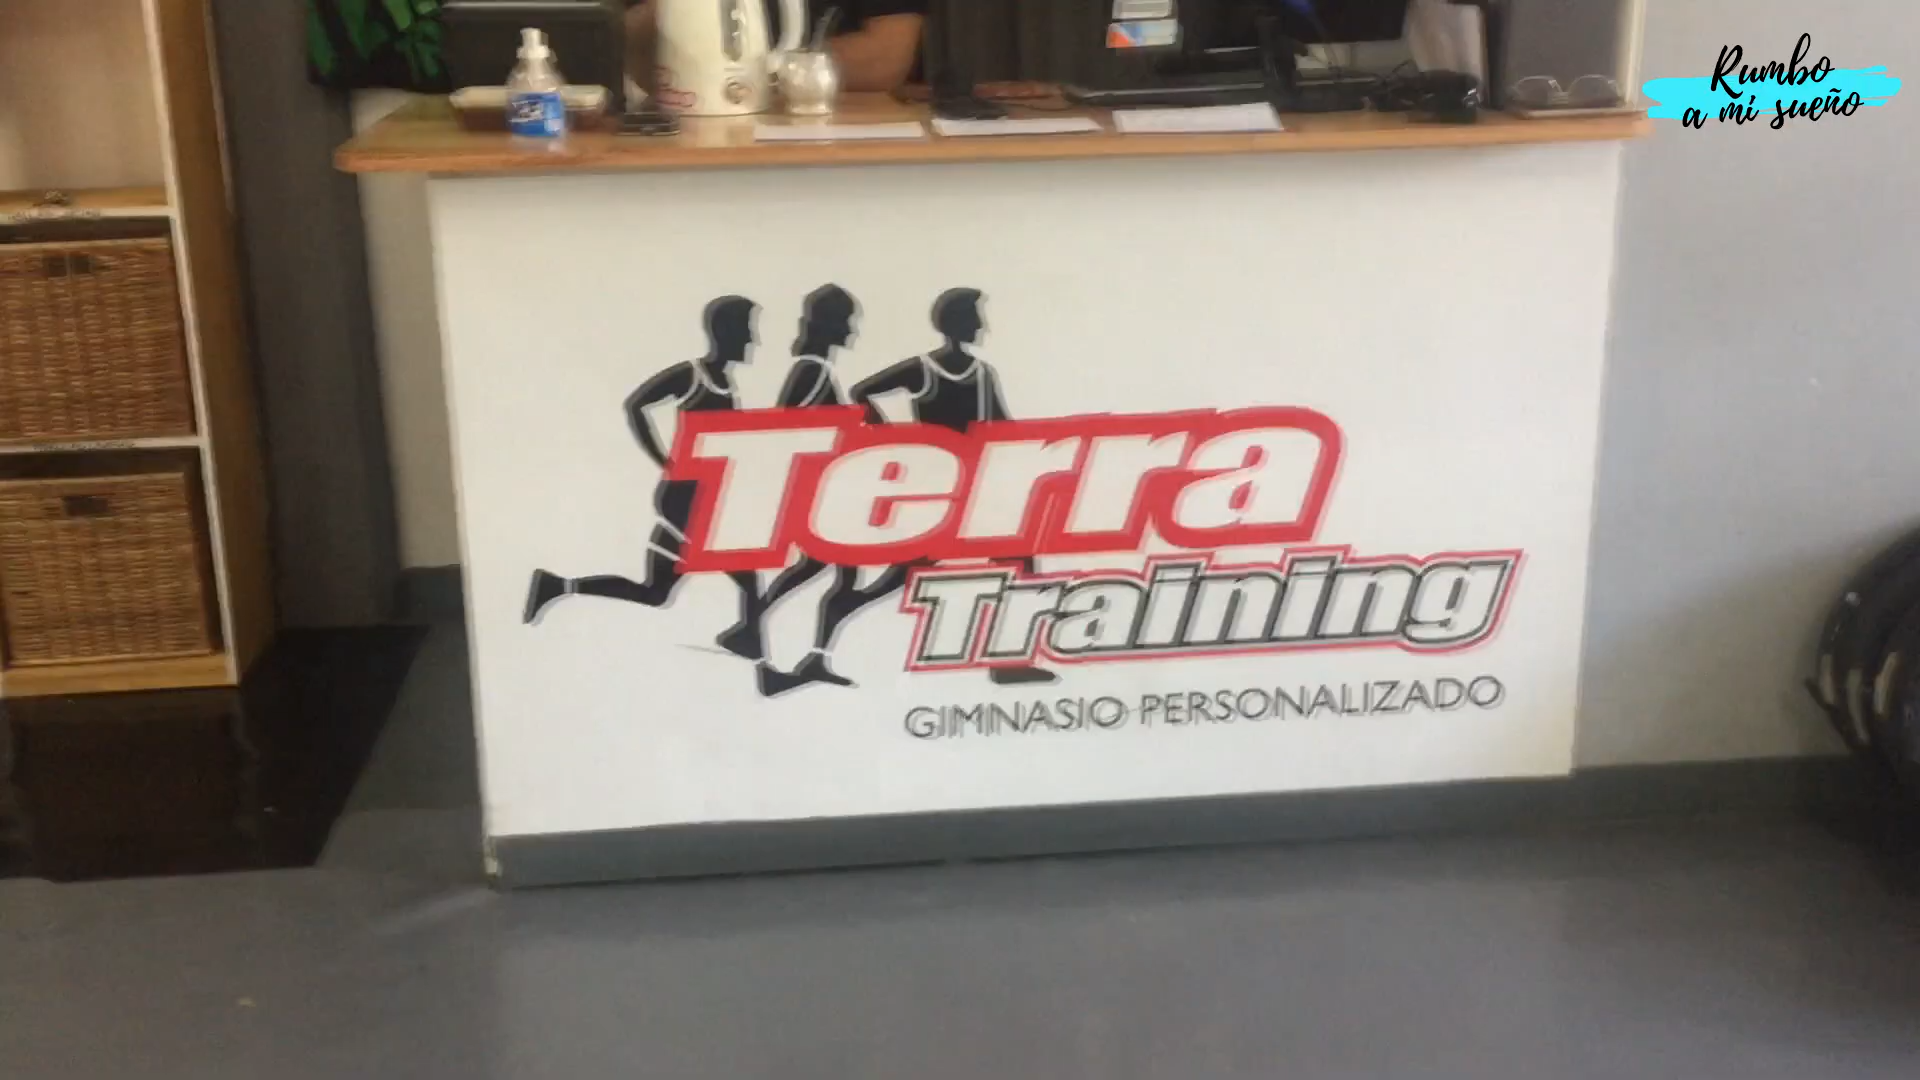 Rumbo
a mi sueño
Terra
Training
GIMNASIO PERSONALIZADO